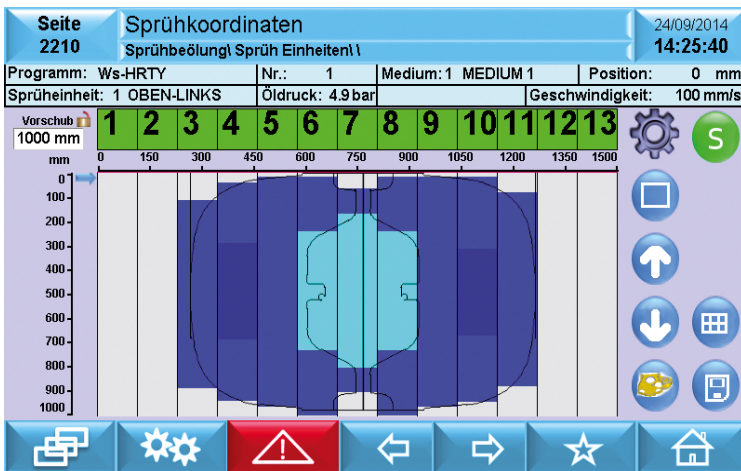 Seite Sprühkoordinaten 24/09/2014
2210 Sprühbeölung\ Sprüh Einheiten\ \ 14:25:40
Programm: Ws-HRTY Nr.: 1 Medium: 1 MEDIUM 1 Position: 0 mm
Sprüheinheit: 1 OBEN-LINKS Öldruck: 4.9 bar Geschwindigkeit: 100 mm/s
Vorschub 1 2 3 4 5 6 7 8 9 10 11 12 13
1000 mm S
mm 0 150 300 450 600 750 900 1050 1200 1350 1500
0
100
200
300
400
500
600
700
800
900
1000